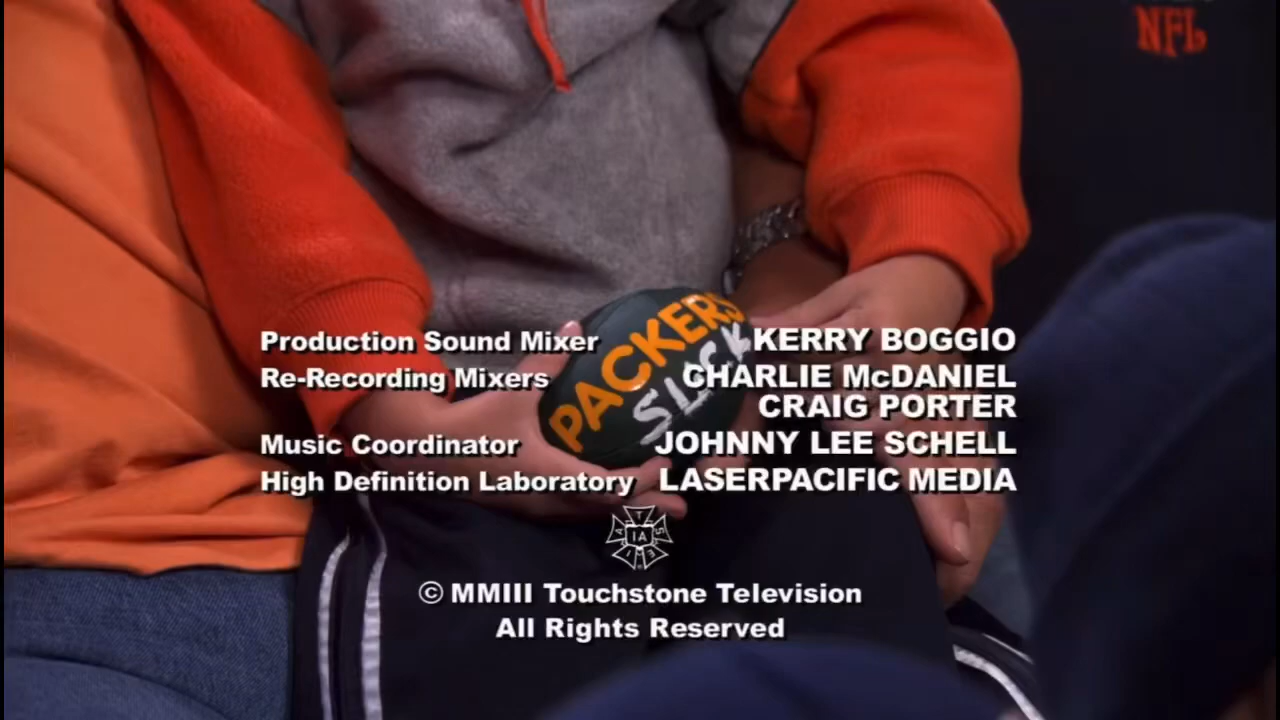 NFL
PACKERS
Production Sound Mixer KERRY BOGGIO
Re-Recording Mixers CHARLIE McDANIEL
CRAIG PORTER
Music Coordinator JOHNNY LEE SCHELL
High Definition Laboratory LASERPACIFIC MEDIA
I A T S E
IA
© MMIII Touchstone Television
All Rights Reserved